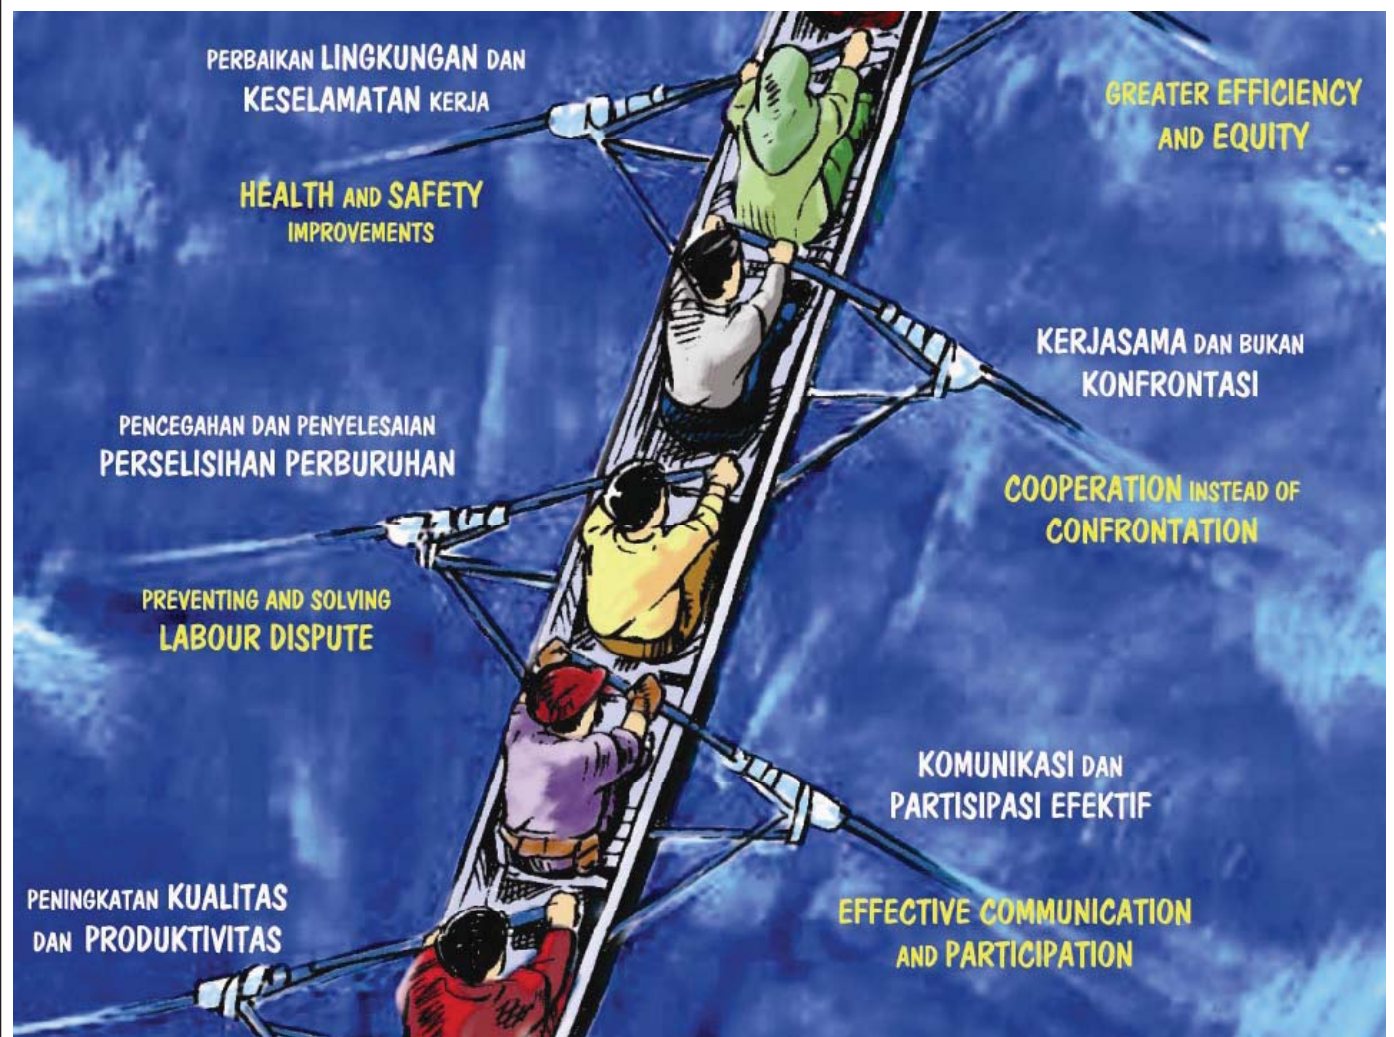 PERBAIKAN LINGKUNGAN DAN
KESELAMATAN KERJA
HEALTH AND SAFETY
IMPROVEMENTS
GREATER EFFICIENCY
AND EQUITY
KERJASAMA DAN BUKAN
KONFRONTASI
COOPERATION INSTEAD OF
CONFRONTATION
PENCEGAHAN DAN PENYELESAIAN
PERSELISIHAN PERBURUHAN
PREVENTING AND SOLVING
LABOUR DISPUTE
KOMUNIKASI DAN
PARTISIPASI EFEKTIF
EFFECTIVE COMMUNICATION
AND PARTICIPATION
PENINGKATAN KUALITAS
DAN PRODUKTIVITAS